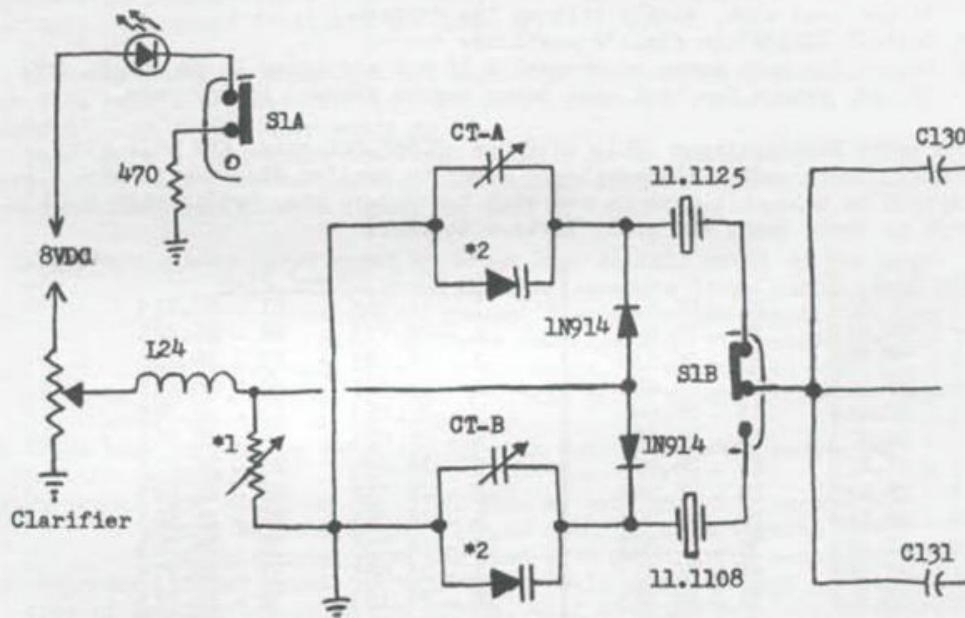 S1A
CT-A
C130
470
11.1125
8VDC
*2
1N914
L24
S1B
CT-B
1N914
*1
*2
Clarifier
C131
11.1108